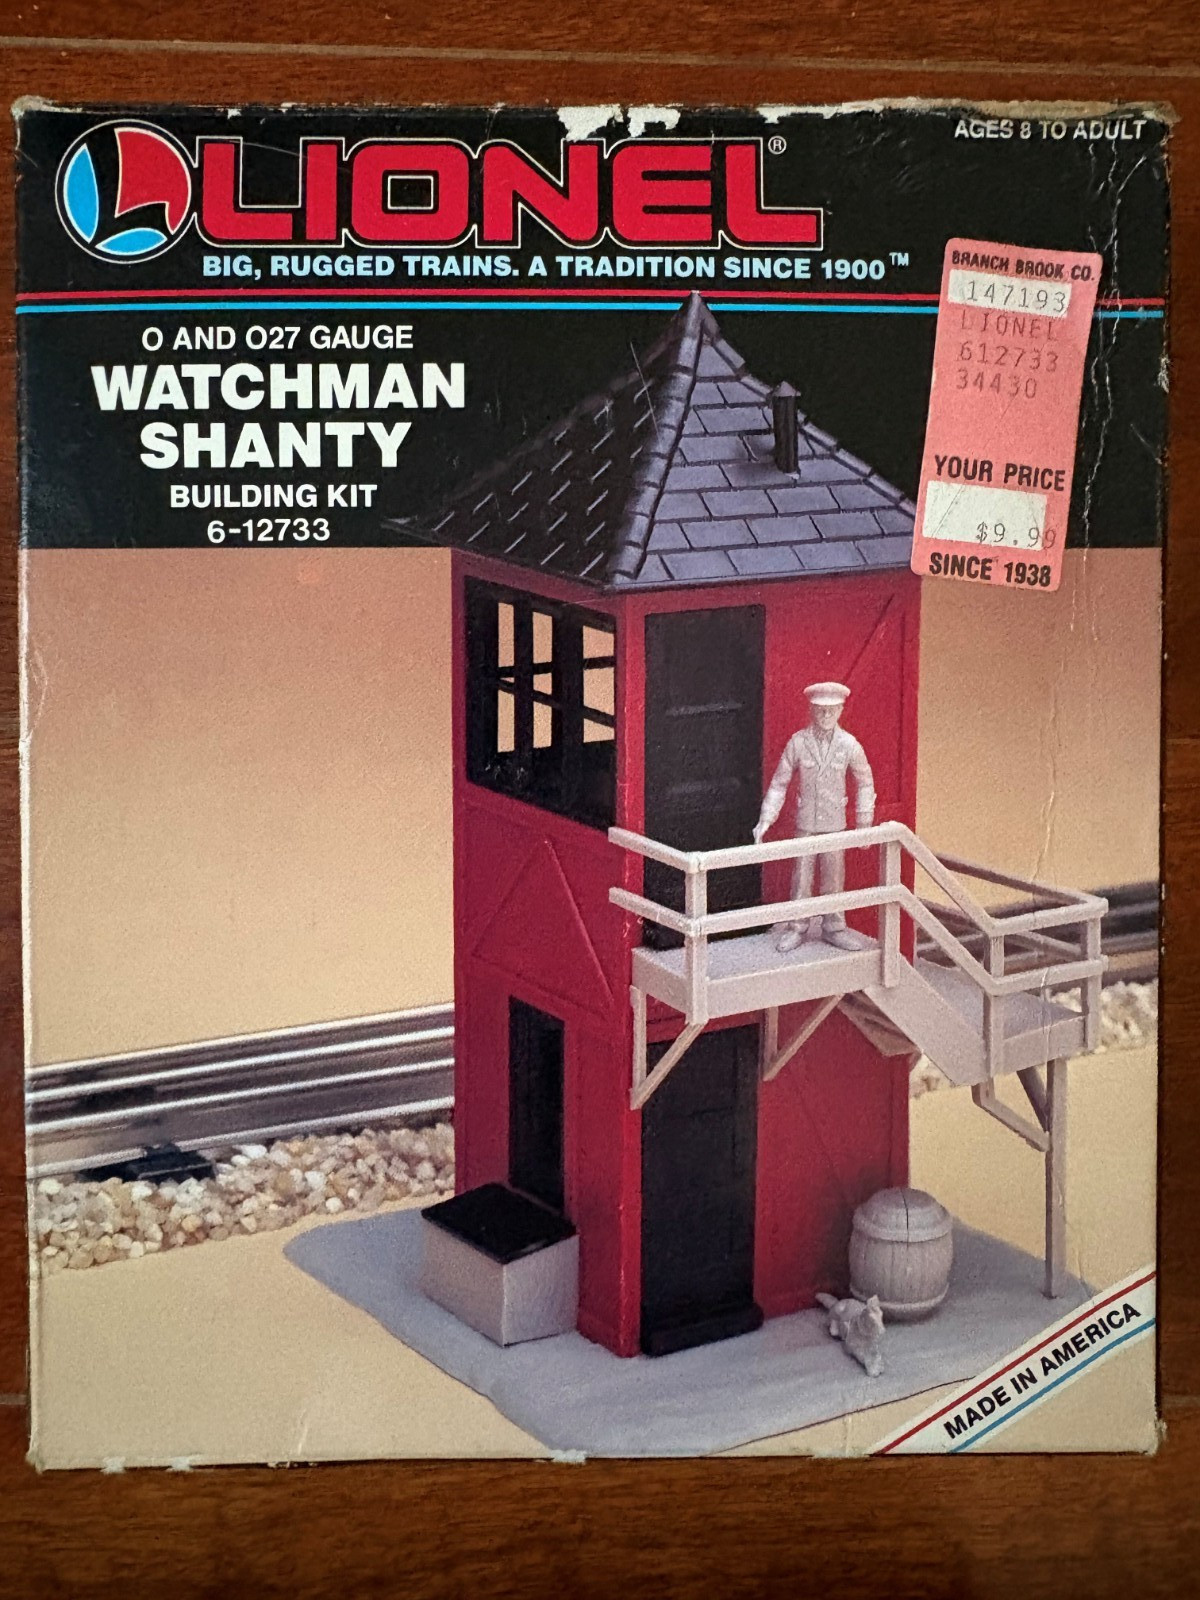 AGES 8 TO ADULT
LIONEL®
BIG, RUGGED TRAINS. A TRADITION SINCE 1900™
O AND O27 GAUGE
WATCHMAN
SHANTY
BUILDING KIT
6-12733
BRANCH BROOK CO.
147193
LIONEL
612733
34430
YOUR PRICE
$9.99
SINCE 1938
MADE IN AMERICA